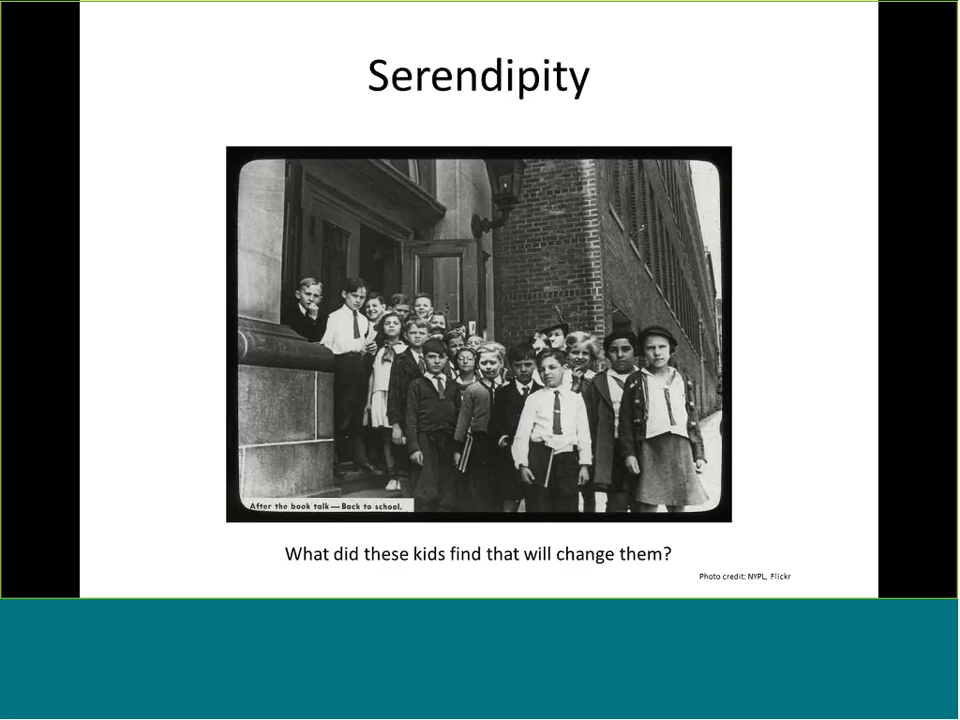 Serendipity
After the book talk — Back to school.
What did these kids find that will change them?
Photo credit: NYPL, Flickr